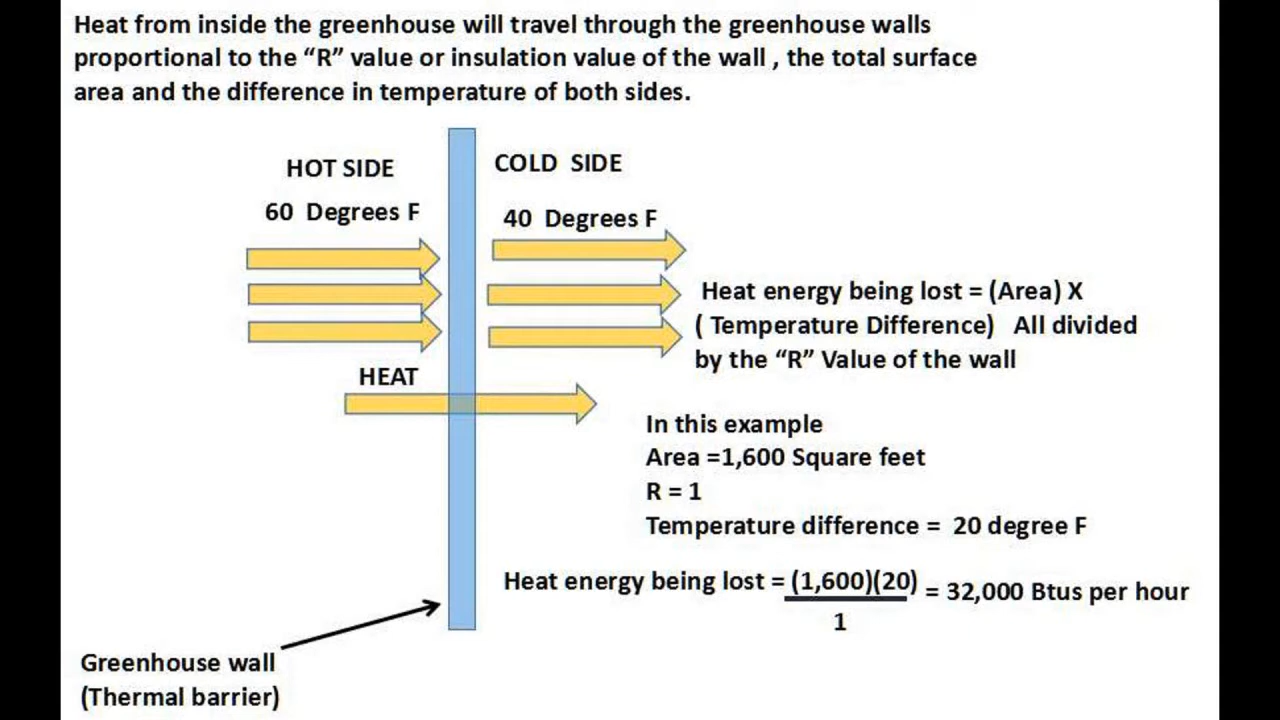 Heat from inside the greenhouse will travel through the greenhouse walls
proportional to the “R” value or insulation value of the wall , the total surface
area and the difference in temperature of both sides.
HOT SIDE
COLD SIDE
60 Degrees F
40 Degrees F
Heat energy being lost = (Area) X
( Temperature Difference) All divided
by the “R” Value of the wall
HEAT
In this example
Area =1,600 Square feet
R = 1
Temperature difference = 20 degree F
Heat energy being lost = (1,600)(20) = 32,000 Btus per hour
1
Greenhouse wall
(Thermal barrier)